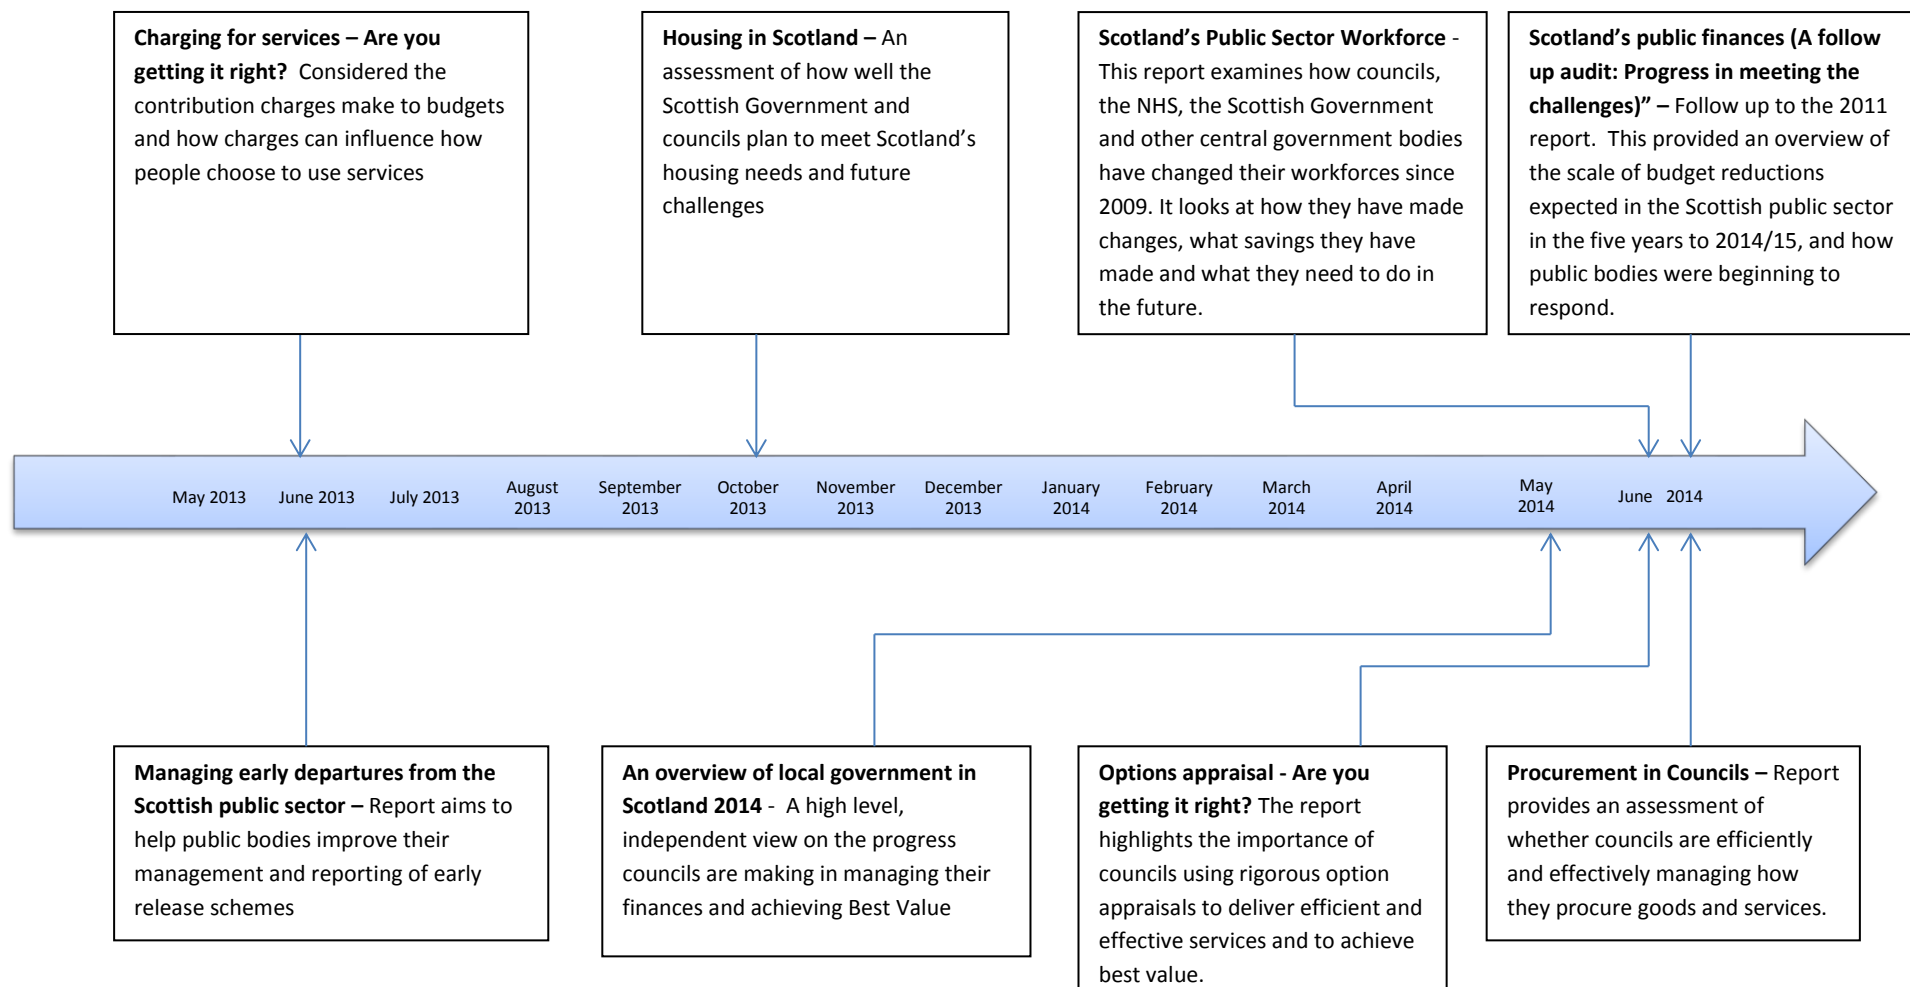 Charging for services – Are you
getting it right?  Considered the
contribution charges make to budgets
and how charges can influence how
people choose to use services
Housing in Scotland – An
assessment of how well the
Scottish Government and
councils plan to meet Scotland’s
housing needs and future
challenges
Scotland’s Public Sector Workforce -
This report examines how councils,
the NHS, the Scottish Government
and other central government bodies
have changed their workforces since
2009. It looks at how they have made
changes, what savings they have
made and what they need to do in
the future.
Scotland’s public finances (A follow
up audit: Progress in meeting the
challenges)” – Follow up to the 2011
report.  This provided an overview of
the scale of budget reductions
expected in the Scottish public sector
in the five years to 2014/15, and how
public bodies were beginning to
respond.
May 2013
June 2013
July 2013
August
2013
September
2013
October
2013
November
2013
December
2013
January
2014
February
2014
March
2014
April
2014
May
2014
June  2014
Managing early departures from the
Scottish public sector – Report aims to
help public bodies improve their
management and reporting of early
release schemes
An overview of local government in
Scotland 2014 -  A high level,
independent view on the progress
councils are making in managing their
finances and achieving Best Value
Options appraisal - Are you
getting it right? The report
highlights the importance of
councils using rigorous option
appraisals to deliver efficient and
effective services and to achieve
best value.
Procurement in Councils – Report
provides an assessment of
whether councils are efficiently
and effectively managing how
they procure goods and services.